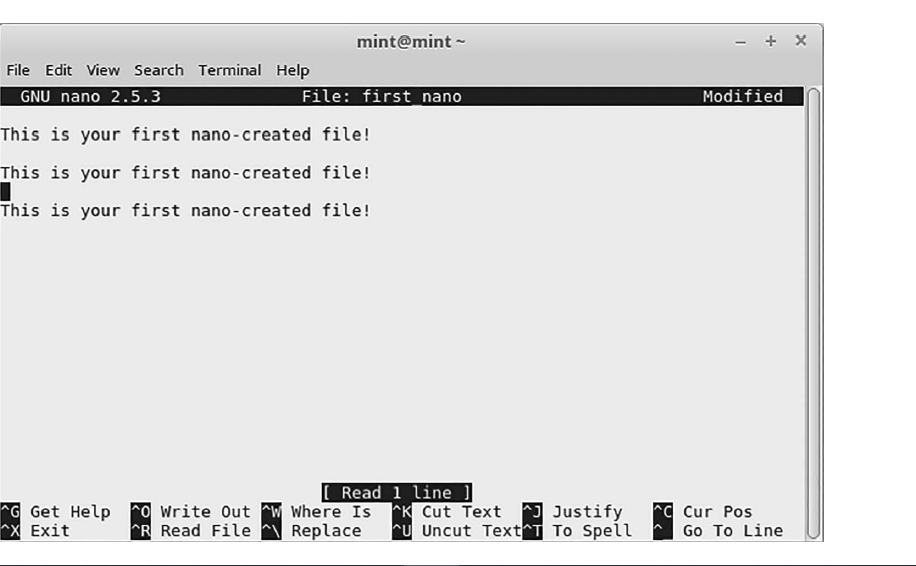 mint@mint ~
File Edit View Search Terminal Help
GNU nano 2.5.3 File: first_nano Modified
This is your first nano-created file!
This is your first nano-created file!
This is your first nano-created file!
[ Read 1 line ]
^G Get Help ^O Write Out ^W Where Is ^K Cut Text ^J Justify ^C Cur Pos
^X Exit ^R Read File ^\ Replace ^U Uncut Text ^T To Spell ^_ Go To Line